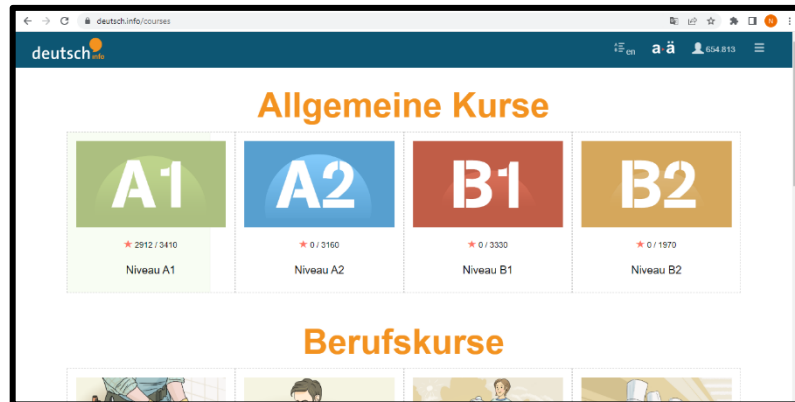 deutsch.info/courses
N
deutsch
info
en
a·ä
654.813
Allgemeine Kurse
A1
A2
B1
B2
2912 / 3410
0 / 3160
0 / 3330
0 / 1970
Niveau A1
Niveau A2
Niveau B1
Niveau B2
Berufskurse